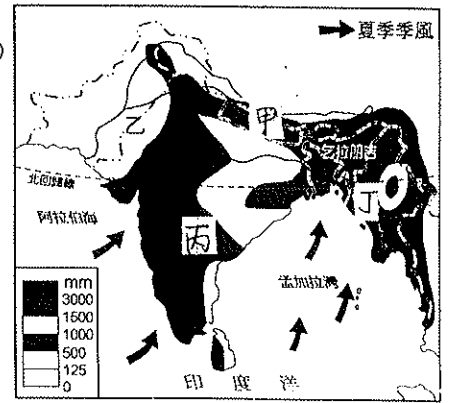 夏季季風
甲
乙
乞拉朋吉
北回歸線
丁
阿拉伯海
丙
孟加拉灣
mm
3000
1500
1000
500
125
0
印度洋